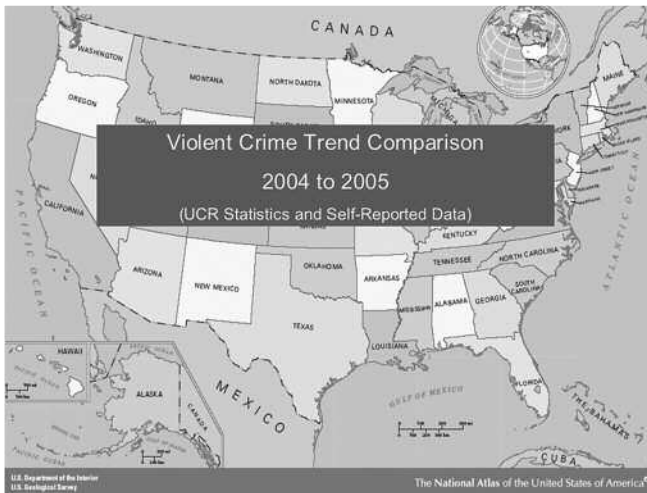 CANADA
WASHINGTON
MONTANA
NORTH DAKOTA
MINNESOTA
MAINE
OREGON
IDAHO
Violent Crime Trend Comparison
2004 to 2005
(UCR Statistics and Self-Reported Data)
CALIFORNIA
KENTUCKY
TENNESSEE
NORTH CAROLINA
ARIZONA
NEW MEXICO
OKLAHOMA
ARKANSAS
SOUTH CAROLINA
MISSISSIPPI
ALABAMA
GEORGIA
TEXAS
LOUISIANA
FLORIDA
PACIFIC OCEAN
ATLANTIC OCEAN
HAWAII
ALASKA
CANADA
MEXICO
GULF OF MEXICO
THE BAHAMAS
CUBA
U.S. Department of the Interior
U.S. Geological Survey
The National Atlas of the United States of America®